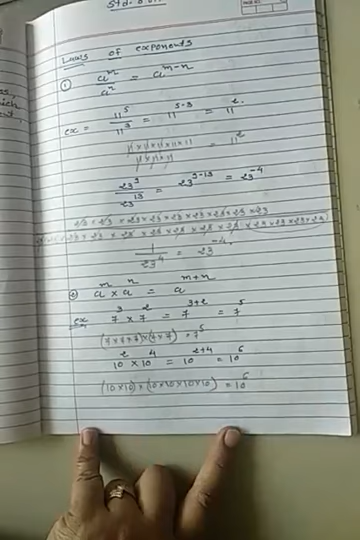 Laws of exponents
① a^m / a^n = a^(m-n)
ex = 11^5 / 11^3 = 11^(5-3) = 11^2
11×11×11×11×11 / 11×11×11 = 11^2
23^9 / 23^13 = 23^(9-13) = 23^-4
1 / 23^4 = 23^-4.
② a^m × a^n = a^(m+n)
ex 7^3 × 7^2 = 7^(3+2) = 7^5
(7×7×7)×(7×7) = 7^5
10^2 × 10^4 = 10^(2+4) = 10^6
(10×10)×(10×10×10×10) = 10^6